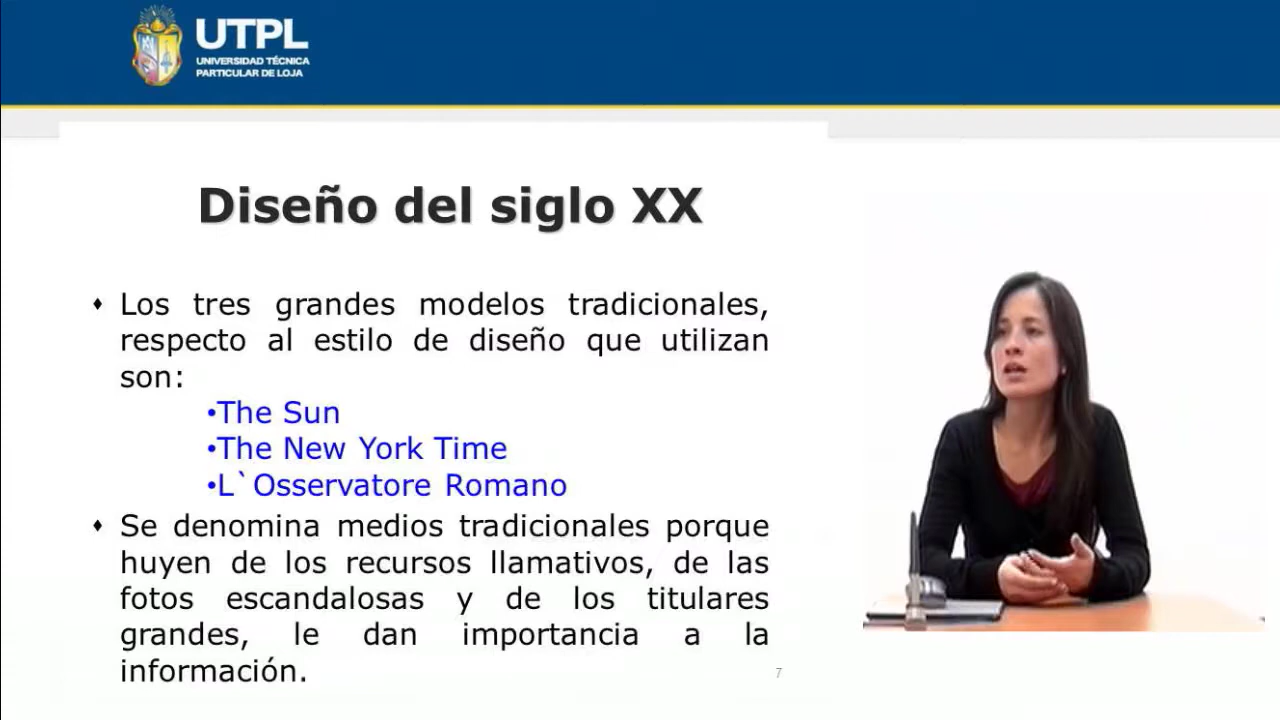 UTPL
UNIVERSIDAD TÉCNICA
PARTICULAR DE LOJA
Diseño del siglo XX
♦ Los tres grandes modelos tradicionales,
respecto al estilo de diseño que utilizan
son:
•The Sun
•The New York Time
•L`Osservatore Romano
♦ Se denomina medios tradicionales porque
huyen de los recursos llamativos, de las
fotos escandalosas y de los titulares
grandes, le dan importancia a la
información.
7